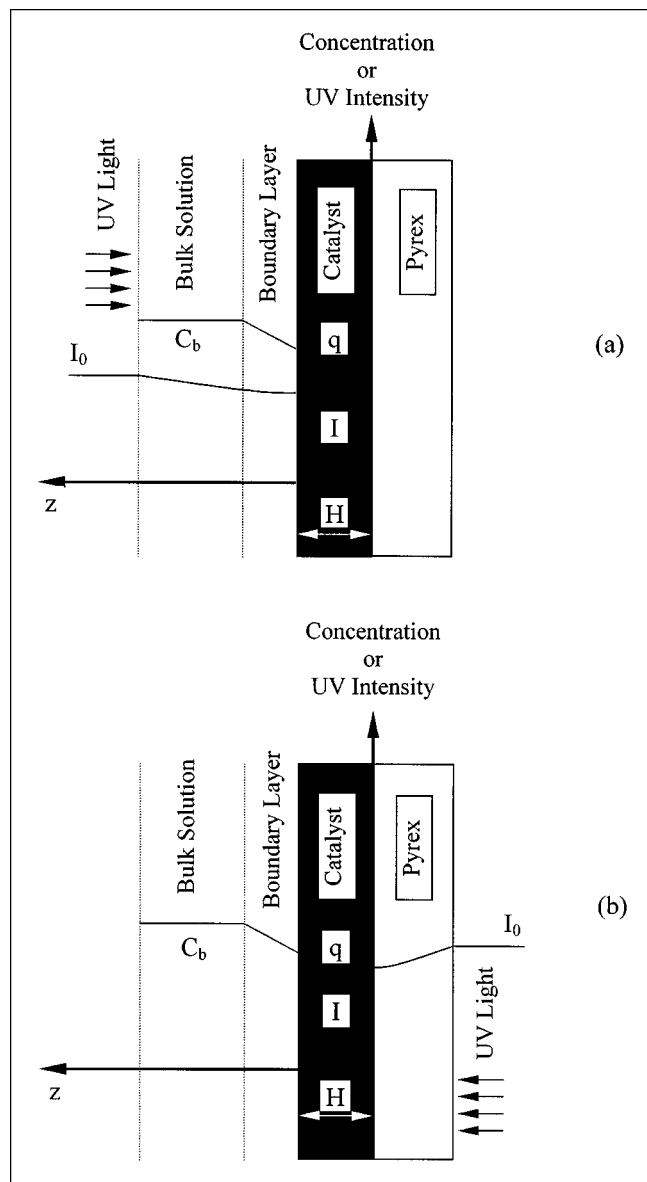 Concentration
or
UV Intensity
UV Light
Bulk Solution
Boundary Layer
Catalyst
Pyrex
C_b
q
(a)
I_0
I
z
H
Concentration
or
UV Intensity
Bulk Solution
Boundary Layer
Catalyst
Pyrex
(b)
I_0
C_b
q
I
UV Light
z
H